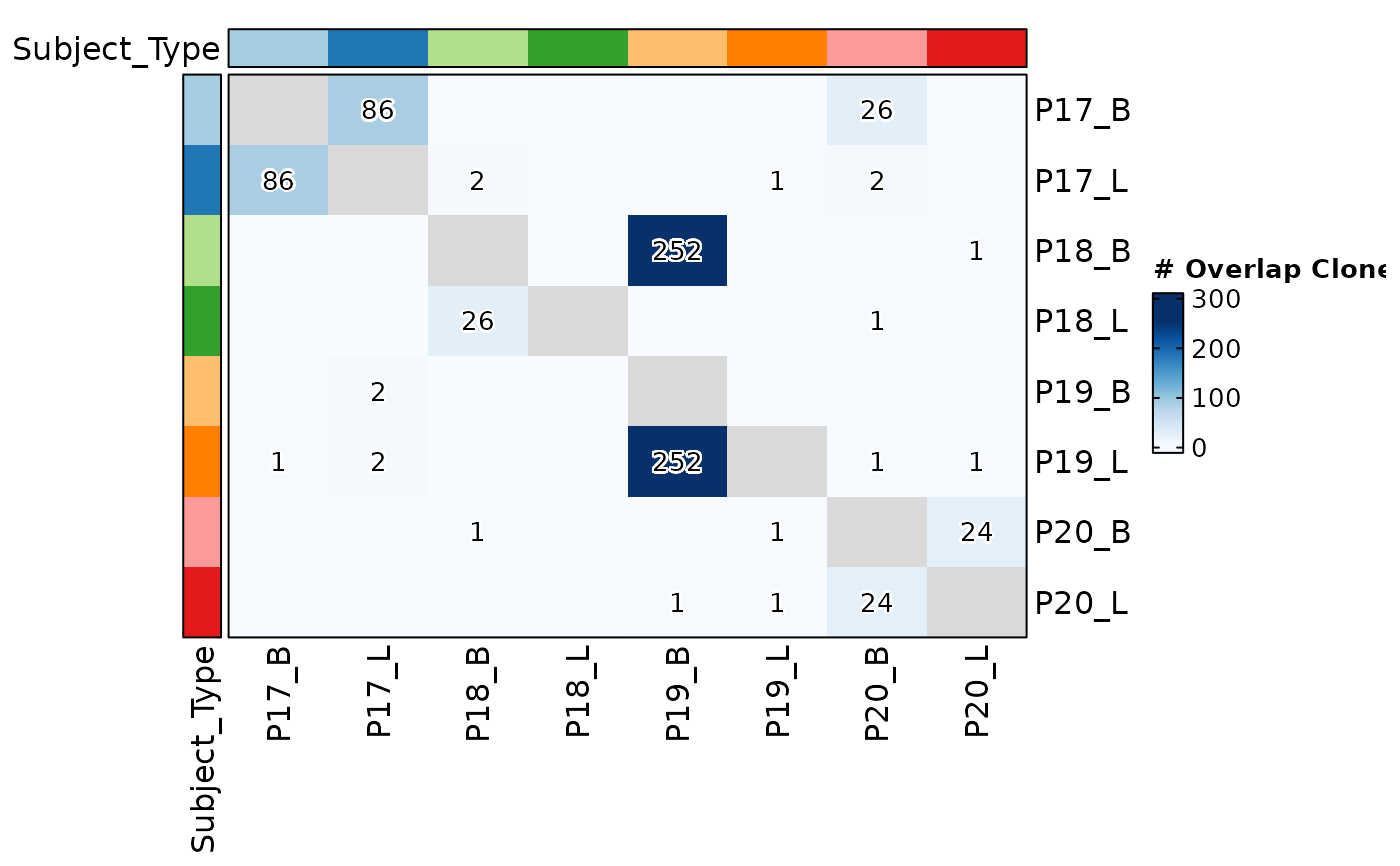 Subject_Type
86 26 P17_B
86 2 1 2 P17_L
252 1 P18_B
# Overlap Clone
26 1 P18_L
300
200
100
0
2 P19_B
1 2 252 1 1 P19_L
1 1 24 P20_B
1 1 24 P20_L
Subject_Type
P17_B
P17_L
P18_B
P18_L
P19_B
P19_L
P20_B
P20_L